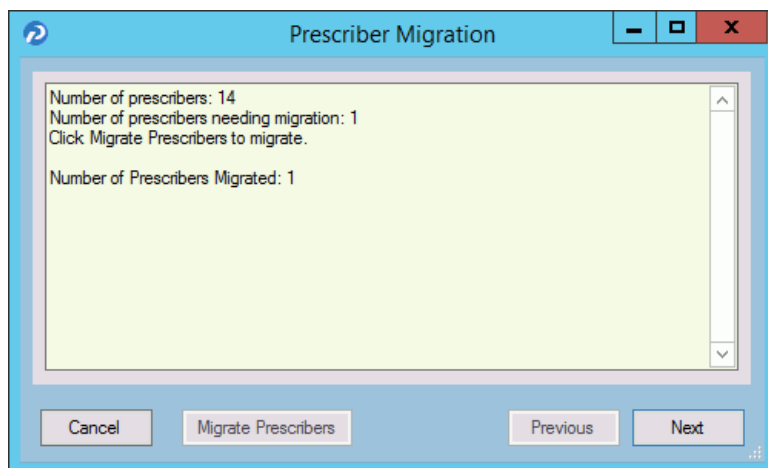 Prescriber Migration
Number of prescribers: 14
Number of prescribers needing migration: 1
Click Migrate Prescribers to migrate.
Number of Prescribers Migrated: 1
Cancel
Migrate Prescribers
Previous
Next